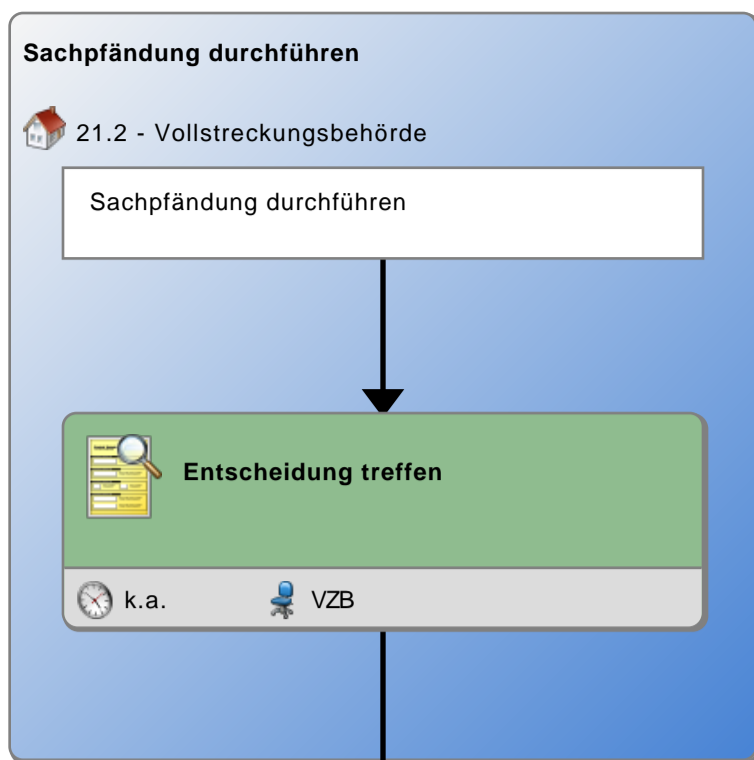 Sachpfändung durchführen
21.2 - Vollstreckungsbehörde
Sachpfändung durchführen
Entscheidung treffen
k.a. VZB